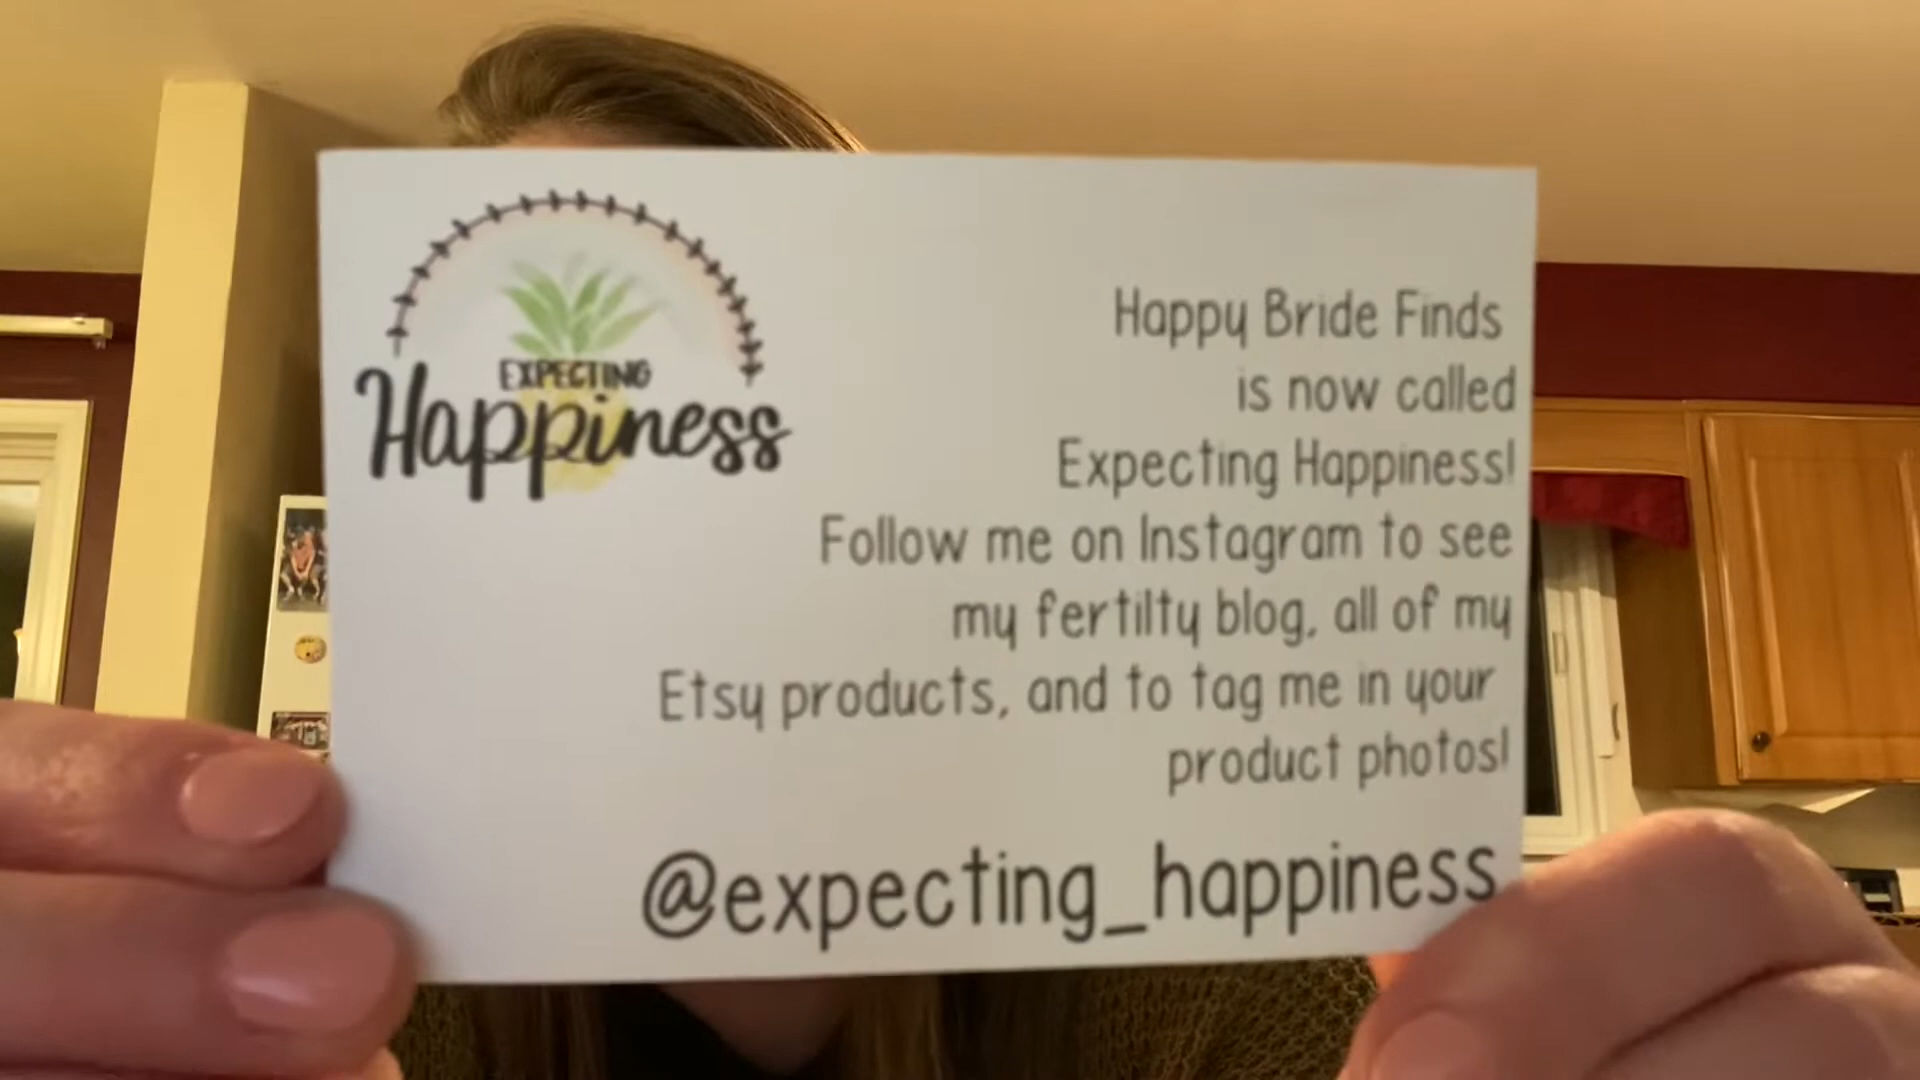 EXPECTING
Happiness
Happy Bride Finds
is now called
Expecting Happiness!
Follow me on Instagram to see
my fertilty blog, all of my
Etsy products, and to tag me in your
product photos!
@expecting_happiness